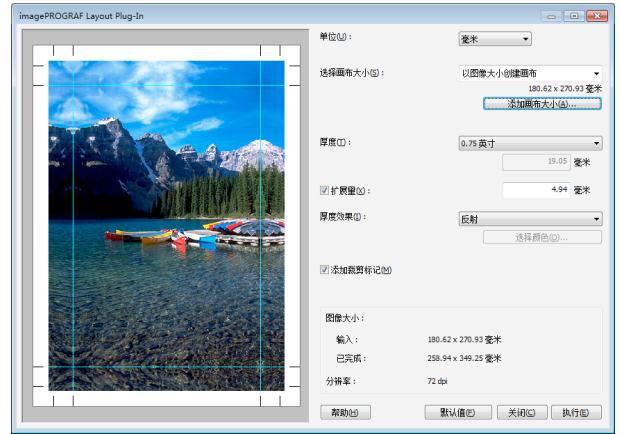 imagePROGRAF Layout Plug-In
单位(U)：
毫米
选择画布大小(S)：
以图像大小创建画布
180.62 x 270.93 毫米
添加画布大小(A)...
厚度(T)：
0.75 英寸
19.05 毫米
扩展量(X)：
4.94 毫米
厚度效果(I)：
反射
选择颜色(O)...
添加裁剪标记(M)
图像大小：
输入： 180.62 x 270.93 毫米
已完成： 258.94 x 349.25 毫米
分辨率： 72 dpi
帮助(H) 默认值(F) 关闭(C) 执行(E)